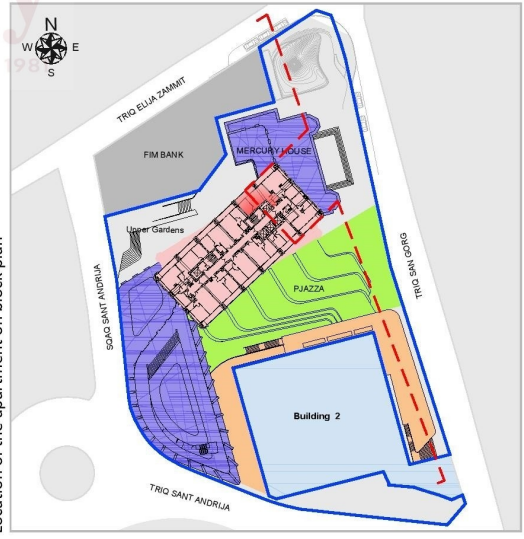 y
198
N
W E
S
TRIQ ELIJA ZAMMIT
FIM BANK
MERCURY HOUSE
Upper Gardens
SQAQ SANT ANDRIJA
PJAZZA
TRIQ SAN GORG
Building 2
TRIQ SANT ANDRIJA
Location of the apartment on block plan